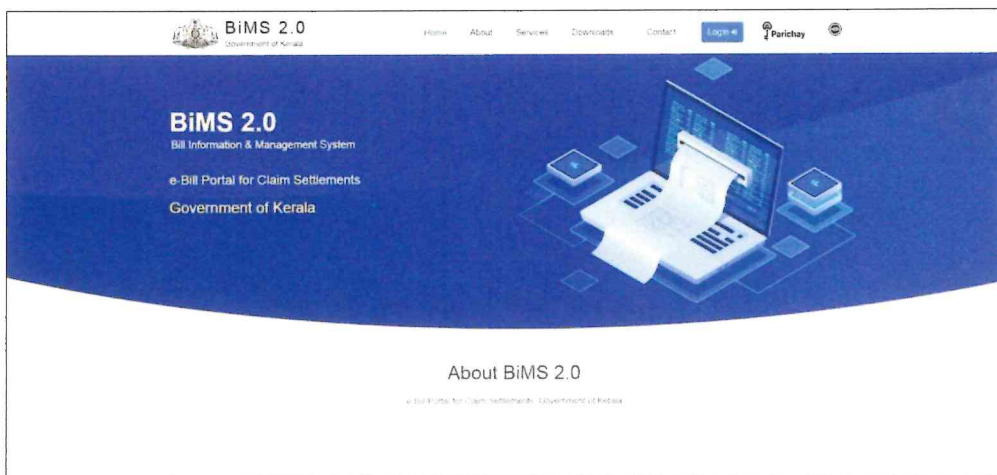 BiMS 2.0
Government of Kerala
Home About Services Downloads Contact Login Parichay
BiMS 2.0
Bill Information & Management System
e-Bill Portal for Claim Settlements
Government of Kerala
About BiMS 2.0
e-Bill Portal for Claim Settlements Government of Kerala